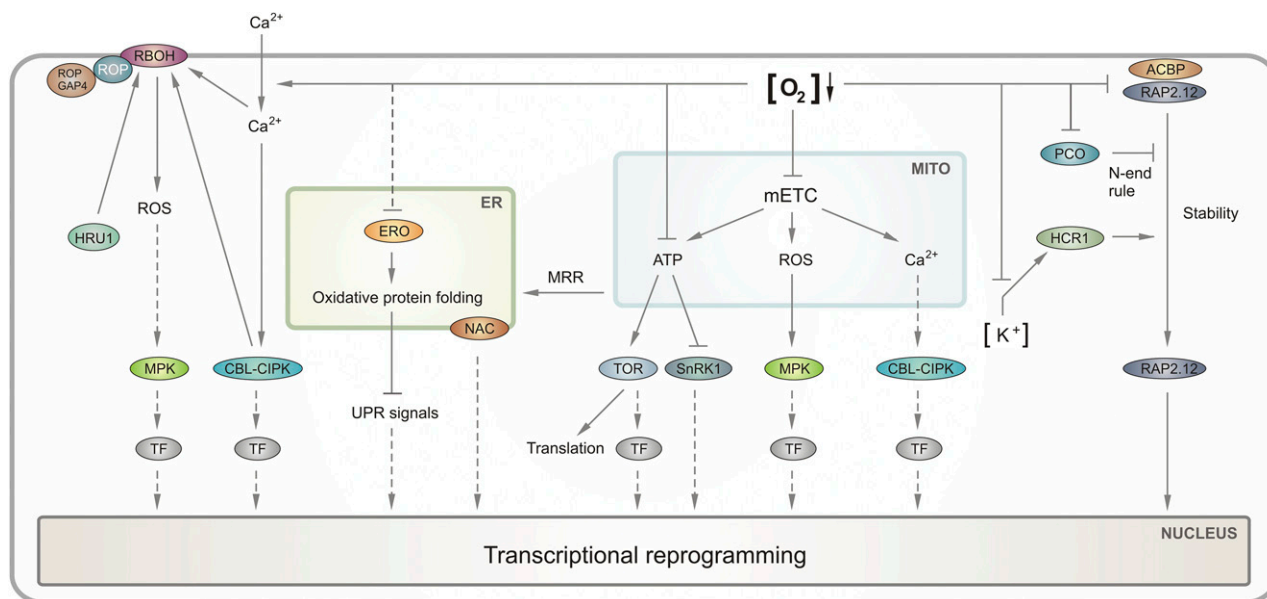 Ca²⁺
RBOH
ROP
ROP
GAP4
ACBP
RAP2.12
[O₂]
Ca²⁺
PCO
N-end
rule
MITO
mETC
ER
ROS
HRU1
ERO
Stability
HCR1
ATP
ROS
Ca²⁺
MRR
Oxidative protein folding
NAC
[K⁺]
MPK
CBL-CIPK
TOR
SnRK1
MPK
CBL-CIPK
RAP2.12
UPR signals
TF
TF
Translation
TF
TF
TF
NUCLEUS
Transcriptional reprogramming